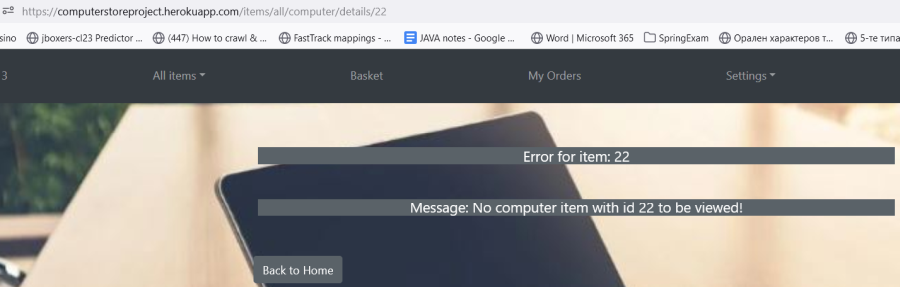 https://computerstoreproject.herokuapp.com/items/all/computer/details/22
sino jboxers-cl23 Predictor ... (447) How to crawl & ... FastTrack mappings - ... JAVA notes - Google ... Word | Microsoft 365 SpringExam Орален характеров т... 5-те типа
3 All items Basket My Orders Settings
Error for item: 22
Message: No computer item with id 22 to be viewed!
Back to Home